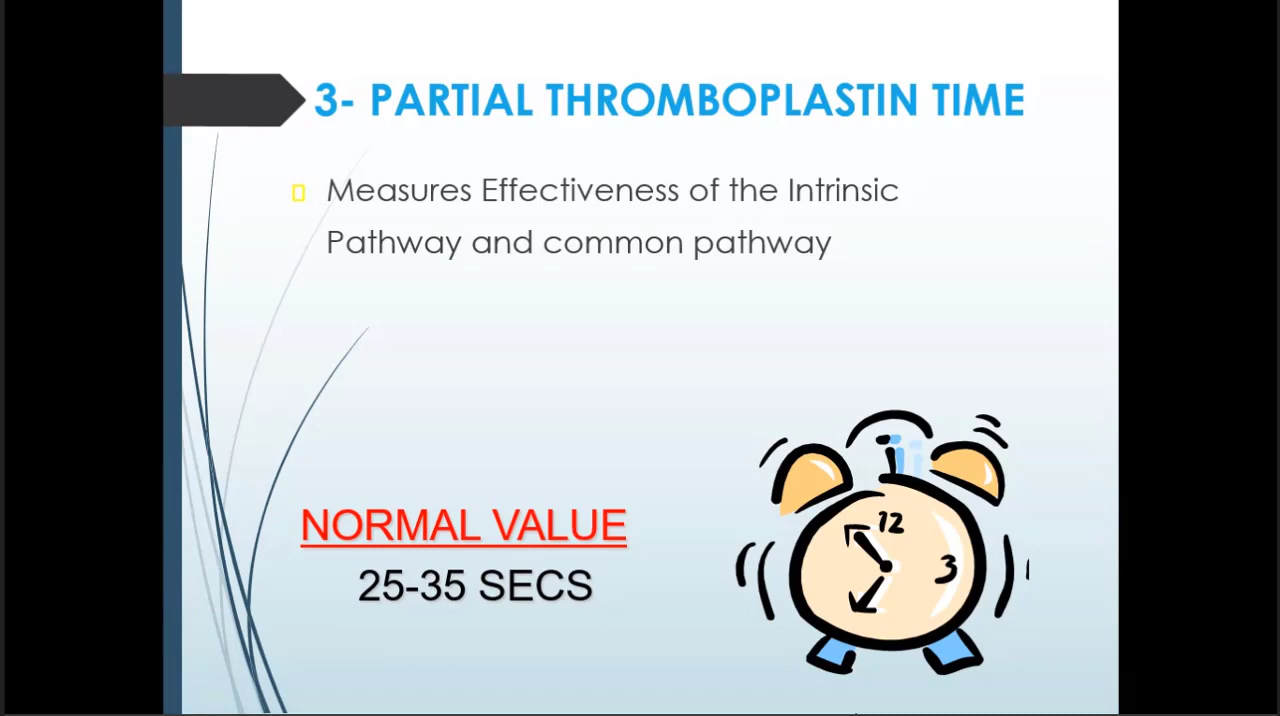 3- PARTIAL THROMBOPLASTIN TIME
Measures Effectiveness of the Intrinsic
Pathway and common pathway
NORMAL VALUE
25-35 SECS
12
3